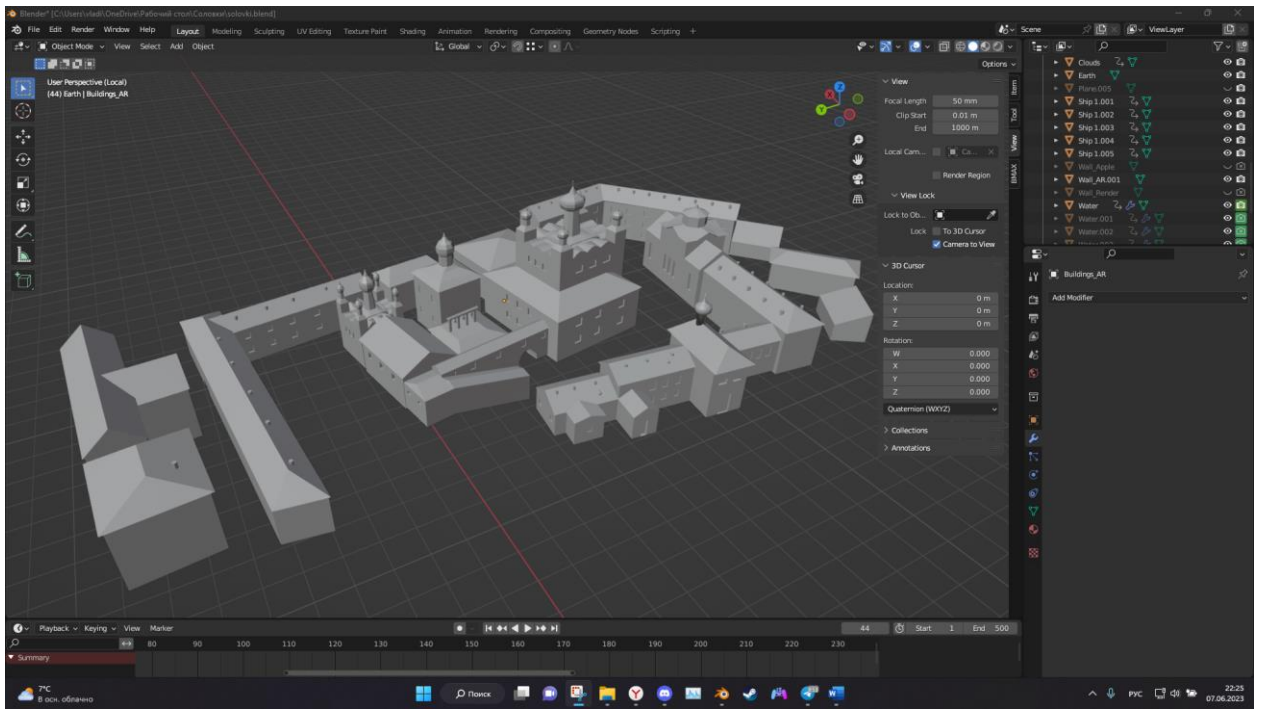 Blender* [C:\Users\vladi\OneDrive\Рабочий стол\Соловки\solovki.blend]
File Edit Render Window Help Layout Modeling Sculpting UV Editing Texture Paint Shading Animation Rendering Compositing Geometry Nodes Scripting + Scene ViewLayer
Object Mode View Select Add Object Global
Options
User Perspective (Local)
(44) Earth | Buildings_AR
View
Focal Length 50 mm
Clip Start 0.01 m
End 1000 m
Local Cam... Ca...
Render Region
View Lock
Lock to Ob...
Lock To 3D Cursor
Camera to View
3D Cursor
Location:
X 0 m
Y 0 m
Z 0 m
Rotation:
W 0.000
X 0.000
Y 0.000
Z 0.000
Quaternion (WXYZ)
Collections
Annotations
Item
Tool
View
BMAX
Clouds
Earth
Plane.005
Ship 1.001
Ship 1.002
Ship 1.003
Ship 1.004
Ship 1.005
Wall_Apple
Wall_AR.001
Wall_Render
Water
Water.001
Water.002
Buildings_AR
Add Modifier
Playback Keying View Marker 44 Start 1 End 500
80 90 100 110 120 130 140 150 160 170 180 190 200 210 220 230
Summary
7°C
В осн. облачно
Поиск
РУС
22:25
07.06.2023